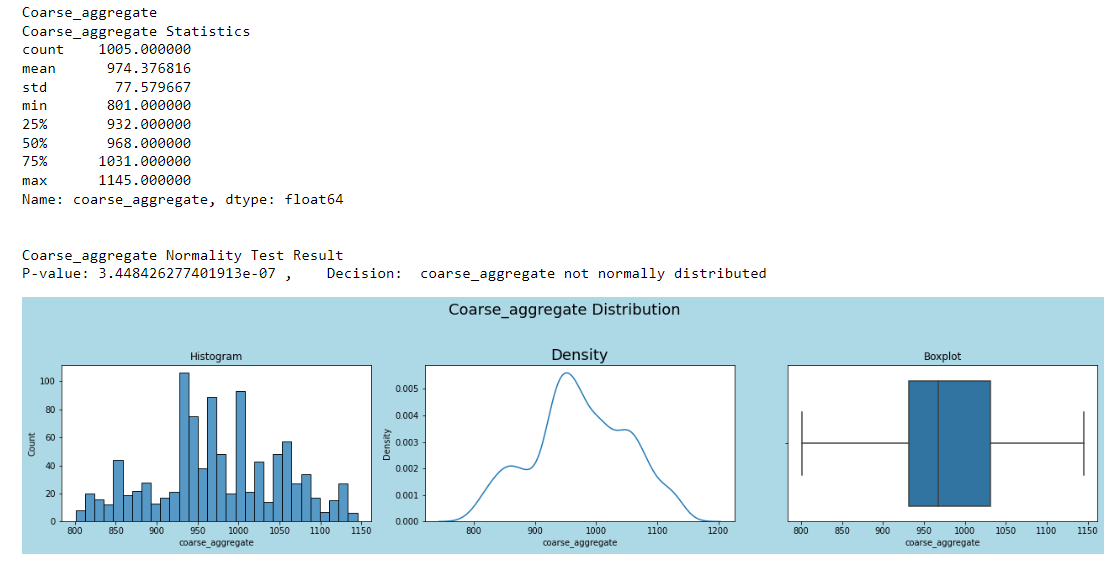 Coarse_aggregate
Coarse_aggregate Statistics
count 1005.000000
mean 974.376816
std 77.579667
min 801.000000
25% 932.000000
50% 968.000000
75% 1031.000000
max 1145.000000
Name: coarse_aggregate, dtype: float64
Coarse_aggregate Normality Test Result
P-value: 3.448426277401913e-07 , Decision: coarse_aggregate not normally distributed
Coarse_aggregate Distribution
Histogram
100
80
60
40
20
0
Count
800 850 900 950 1000 1050 1100 1150
coarse_aggregate
Density
0.005
0.004
0.003
0.002
0.001
0.000
Density
800 900 1000 1100 1200
coarse_aggregate
Boxplot
800 850 900 950 1000 1050 1100 1150
coarse_aggregate